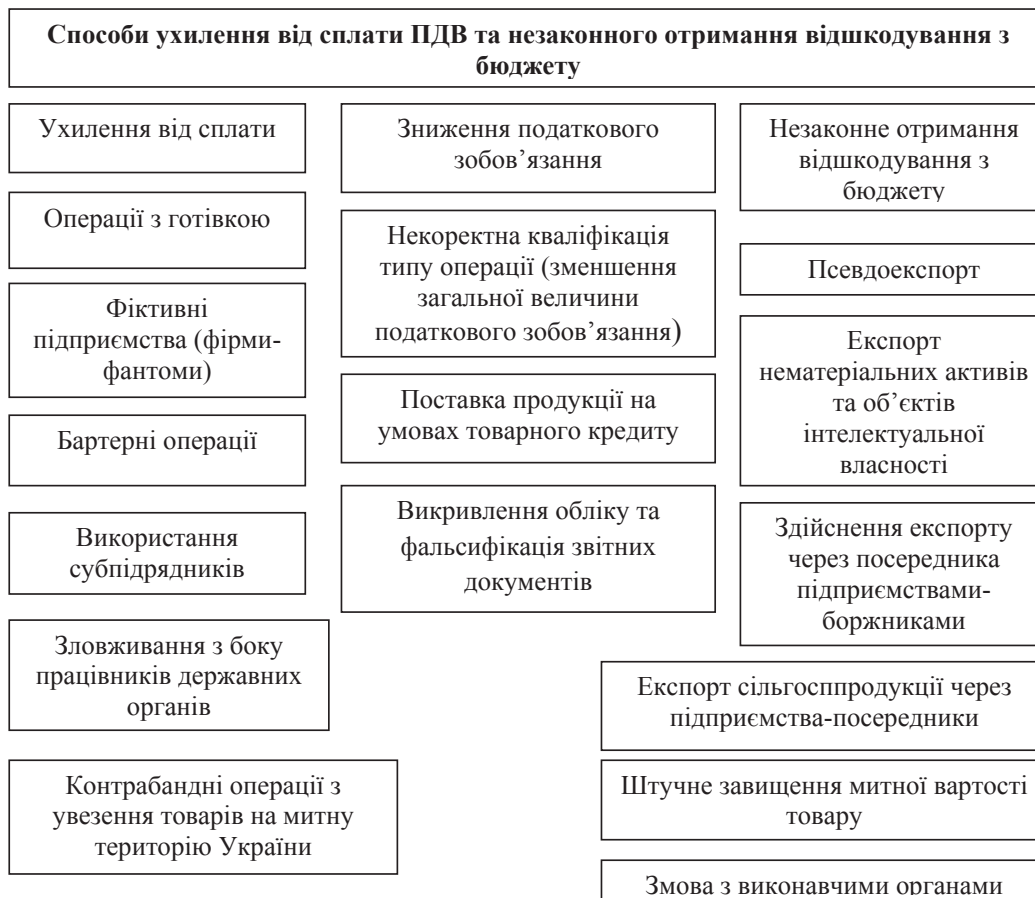 Способи ухилення від сплати ПДВ та незаконного отримання відшкодування з
бюджету
Ухилення від сплати
Операції з готівкою
Фіктивні
підприємства (фірми-
фантоми)
Бартерні операції
Використання
субпідрядників
Зловживання з боку
працівників державних
органів
Контрабандні операції з
увезення товарів на митну
територію України
Зниження податкового
зобов’язання
Некоректна кваліфікація
типу операції (зменшення
загальної величини
податкового зобов’язання)
Поставка продукції на
умовах товарного кредиту
Викривлення обліку та
фальсифікація звітних
документів
Незаконне отримання
відшкодування з
бюджету
Псевдоекспорт
Експорт
нематеріальних активів
та об’єктів
інтелектуальної
власності
Здійснення експорту
через посередника
підприємствами-
боржниками
Експорт сільгосппродукції через
підприємства-посередники
Штучне завищення митної вартості
товару
Змова з виконавчими органами